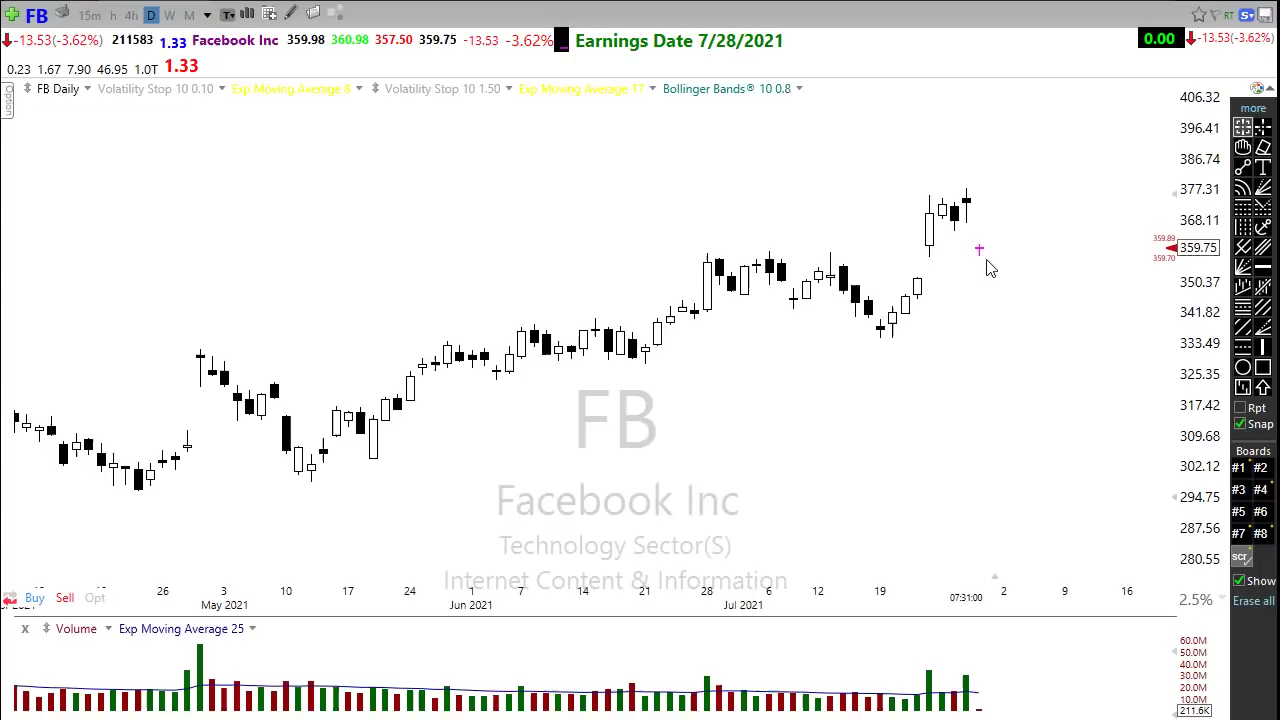 FB 15m h 4h D W M T RT S
-13.53(-3.62%) 211583 1.33 Facebook Inc 359.98 360.98 357.50 359.75 -13.53 -3.62% Earnings Date 7/28/2021 0.00 -13.53(-3.62%)
0.23 1.67 7.90 46.95 1.0T 1.33
Option
FB Daily Volatility Stop 10 0.10 Exp Moving Average 8 Volatility Stop 10 1.50 Exp Moving Average 17 Bollinger Bands® 10 0.8
406.32
396.41
386.74
377.31
368.11
359.89
359.75
359.70
350.37
341.82
333.49
325.35
317.42
309.68
302.12
294.75
287.56
280.55
more
Rpt
Snap
Boards
#1 #2
#3 #4
#5 #6
#7 #8
scr
Show
Erase all
FB
Facebook Inc
Technology Sector(S)
Internet Content & Information
26 3 10 17 24 1 7 14 21 28 6 12 19 07:31:00 2 9 16
May 2021 Jun 2021 Jul 2021
Buy Sell Opt
2.5%
x Volume Exp Moving Average 25
60.0M
50.0M
40.0M
30.0M
20.0M
10.0M
211.6K